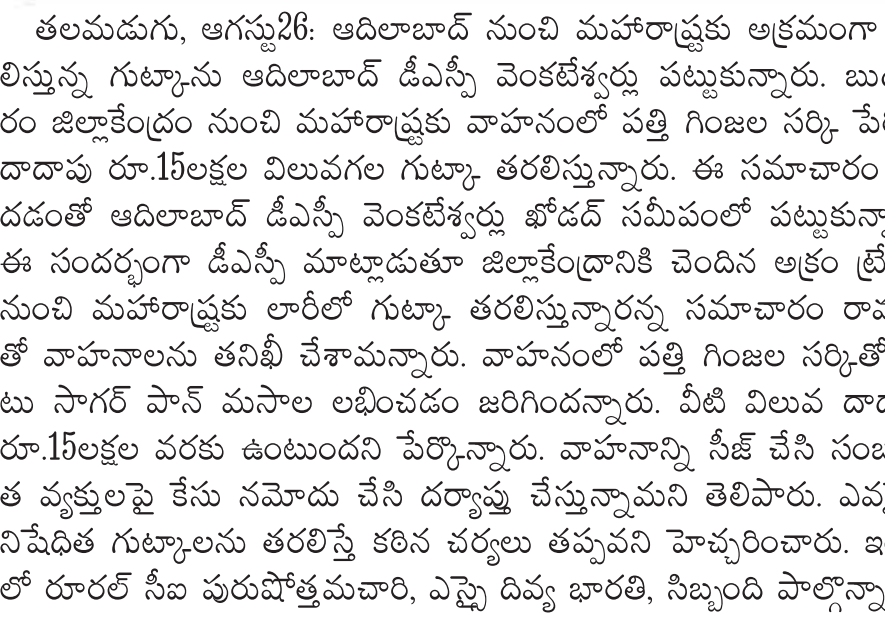 తలమడుగు, ఆగస్టు26: ఆదిలాబాద్ నుంచి మహారాష్ట్రకు అక్రమంగా
లిస్తున్న గుట్కాను ఆదిలాబాద్ డీఎస్పీ వెంకటేశ్వర్లు పట్టుకున్నారు.
రం జిల్లాకేంద్రం నుంచి మహారాష్ట్రకు వాహనంలో పత్తి గింజల సర్కి
దాదాపు రూ.15లక్షల విలువగల గుట్కా తరలిస్తున్నారు. ఈ సమాచారం
దడంతో ఆదిలాబాద్ డీఎస్పీ వెంకటేశ్వర్లు ఖోడద్ సమీపంలో పట్టుకున్నా
ఈ సందర్భంగా డీఎస్పీ మాట్లాడుతూ జిల్లాకేంద్రానికి చెందిన అక్రం ట్రే
నుంచి మహారాష్ట్రకు లారీలో గుట్కా తరలిస్తున్నారన్న సమాచారం
తో వాహనాలను తనిఖీ చేశామన్నారు. వాహనంలో పత్తి గింజల సర్కితో
టు సాగర్ పాన్ మసాల లభించడం జరిగిందన్నారు. వీటి విలువ
రూ.15లక్షల వరకు ఉంటుందని పేర్కొన్నారు. వాహనాన్ని సీజ్ చేసి
త వ్యక్తులపై కేసు నమోదు చేసి దర్యాప్తు చేస్తున్నామని తెలిపారు.
నిషేధిత గుట్కాలను తరలిస్తే కఠిన చర్యలు తప్పవని హెచ్చరించారు.
లో రూరల్ సీఐ పురుషోత్తమచారి, ఎస్సై దివ్య భారతి, సిబ్బంది పాల్గొన్నా